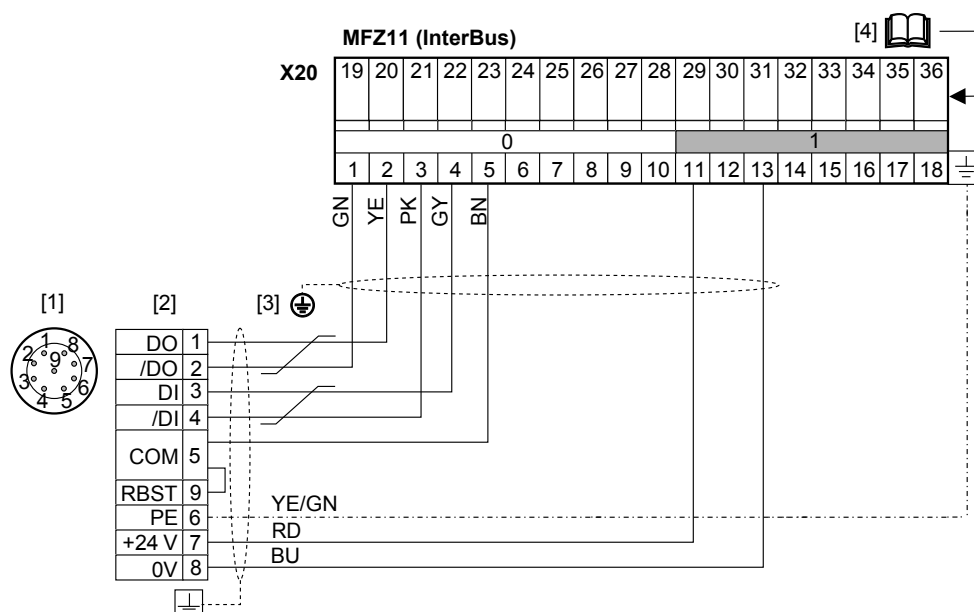 [4]
MFZ11 (InterBus)
X20 19 20 21 22 23 24 25 26 27 28 29 30 31 32 33 34 35 36
0 1
1 2 3 4 5 6 7 8 9 10 11 12 13 14 15 16 17 18
GN YE PK GY BN
[1] [2] [3]
1 8 2 9 7 3 6 4 5
DO 1
/DO 2
DI 3
/DI 4
COM 5
RBST 9
PE 6 YE/GN
+24 V 7 RD
0V 8 BU